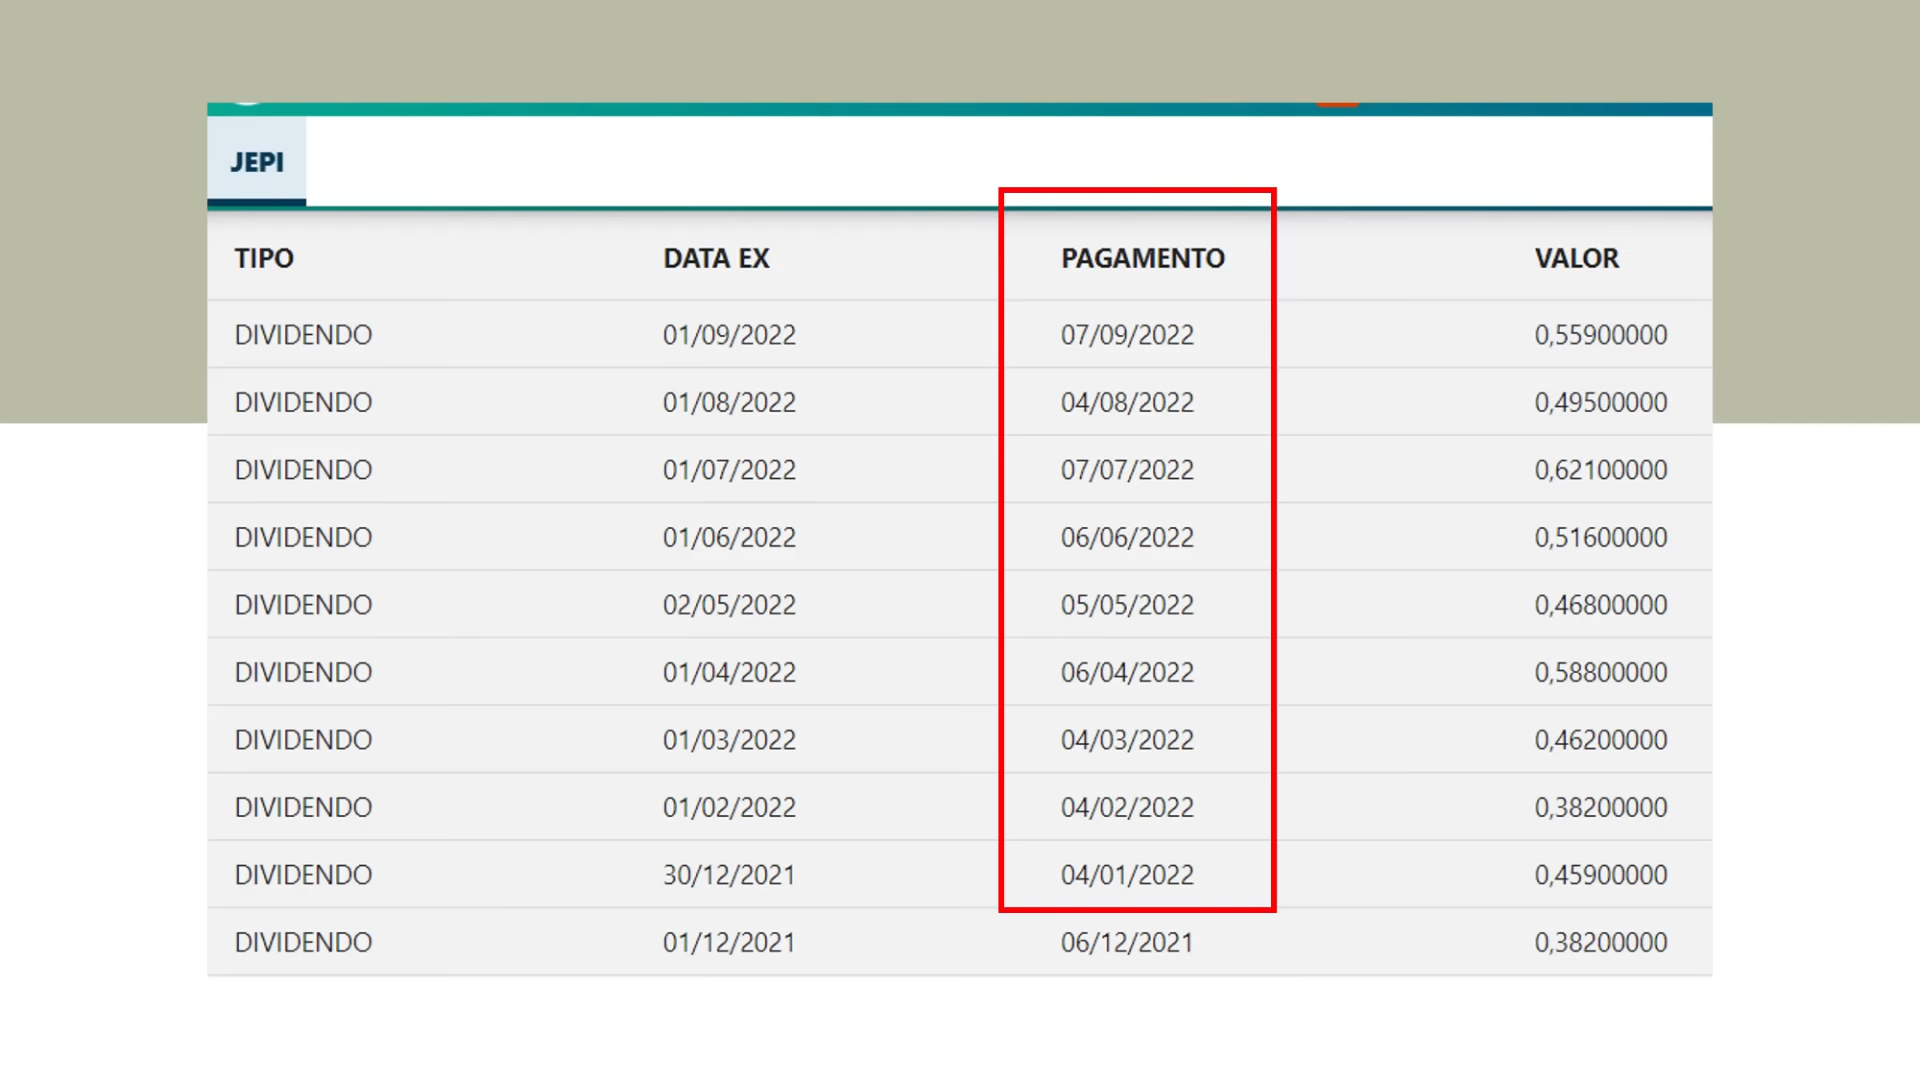 JEPI
TIPO DATA EX PAGAMENTO VALOR
DIVIDENDO 01/09/2022 07/09/2022 0,55900000
DIVIDENDO 01/08/2022 04/08/2022 0,49500000
DIVIDENDO 01/07/2022 07/07/2022 0,62100000
DIVIDENDO 01/06/2022 06/06/2022 0,51600000
DIVIDENDO 02/05/2022 05/05/2022 0,46800000
DIVIDENDO 01/04/2022 06/04/2022 0,58800000
DIVIDENDO 01/03/2022 04/03/2022 0,46200000
DIVIDENDO 01/02/2022 04/02/2022 0,38200000
DIVIDENDO 30/12/2021 04/01/2022 0,45900000
DIVIDENDO 01/12/2021 06/12/2021 0,38200000